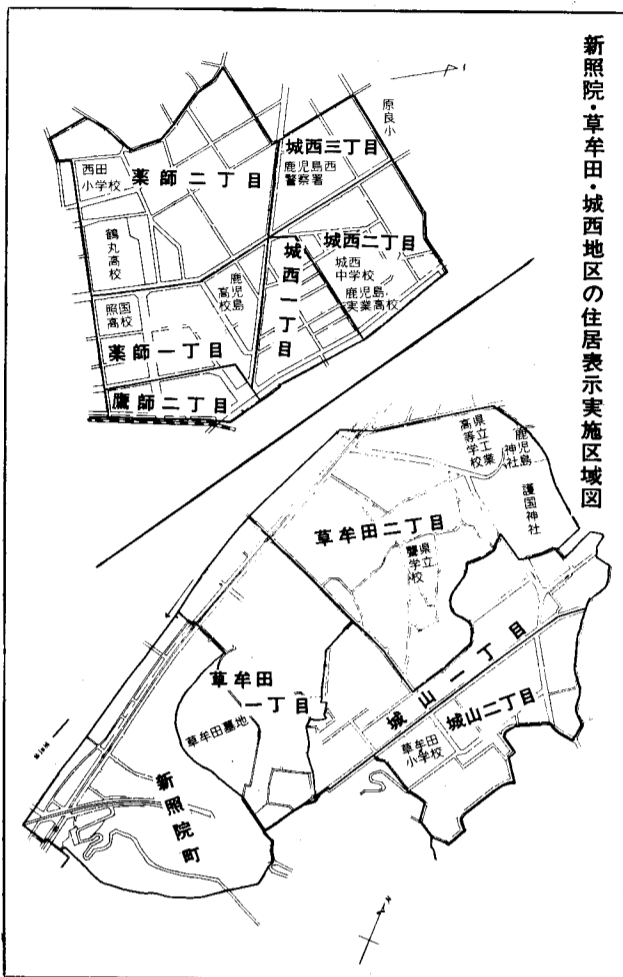 新照院・草牟田・城西地区の住居表示実施区域図
原良小
城西三丁目
鹿児島西
警察署
西田
小学校
薬師二丁目
城西二丁目
城西
中学校
鹿児島
実業高校
城西一丁目
鶴丸高校
鹿児島
高校
照国
高校
薬師一丁目
鷹師二丁目
県立工業
高等学校
鹿児島
神社
護国神社
草牟田二丁目
県立
聾学校
草牟田
一丁目
草牟田墓地
城山一丁目
城山二丁目
草牟田
小学校
新照院町